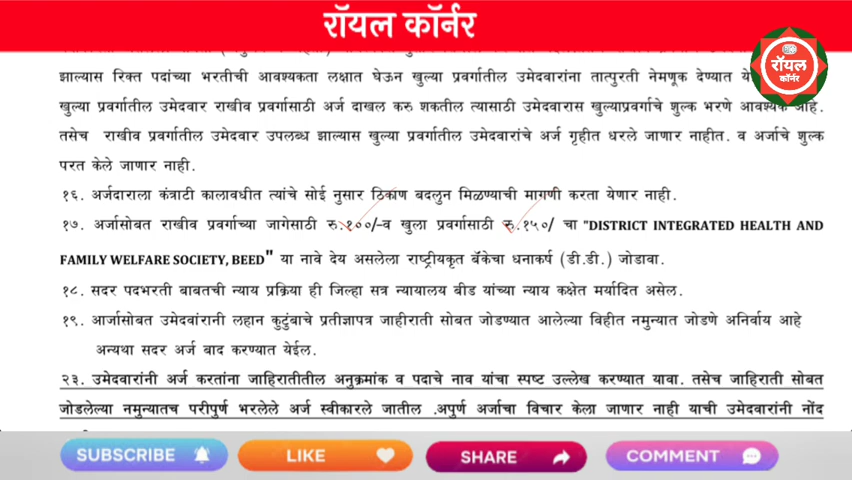 रॉयल कॉर्नर
रॉयल
कॉर्नर
झाल्यास रिक्त पदांच्या भरतीची आवश्यकता लक्षात घेऊन खुल्या प्रवर्गातील उमेदवारांना तात्पुरती नेमणूक देण्यात
खुल्या प्रवर्गातील उमेदवार राखीव प्रवर्गासाठी अर्ज दाखल करु शकतील त्यासाठी उमेदवारास खुल्याप्रवर्गाचे शुल्क भरणे आवश्यक आहे.
तसेच राखीव प्रवर्गातील उमेदवार उपलब्ध झाल्यास खुल्या प्रवर्गातील उमेदवारांचे अर्ज गृहीत धरले जाणार नाहीत. व अर्जाचे शुल्क
परत केले जाणार नाही.
१६. अर्जदाराला कंत्राटी कालावधीत त्यांचे सोई नुसार ठिकाण बदलुन मिळण्याची मागणी करता येणार नाही.
१७. अर्जासोबत राखीव प्रवर्गाच्या जागेसाठी रु.१००/-व खुला प्रवर्गासाठी रु.१५०/ चा "DISTRICT INTEGRATED HEALTH AND
FAMILY WELFARE SOCIETY, BEED" या नावे देय असलेला राष्ट्रीयकृत बॅकेचा धनाकर्ष (डी.डी.) जोडावा.
१८. सदर पदभरती बाबतची न्याय प्रक्रिया ही जिल्हा सत्र न्यायालय बीड यांच्या न्याय कक्षेत मर्यादित असेल.
१९. आर्जासोबत उमेदवांरानी लहान कुटुंबाचे प्रतीज्ञापत्र जाहीराती सोबत जोडण्यात आलेल्या विहीत नमुन्यात जोडणे अनिर्वाय आहे
अन्यथा सदर अर्ज बाद करण्यात येईल.
२३. उमेदवारांनी अर्ज करतांना जाहिरातीतील अनुक्रमांक व पदाचे नाव यांचा स्पष्ट उल्लेख करण्यात यावा. तसेच जाहिराती सोबत
जोडलेल्या नमुन्यातच परीपुर्ण भरलेले अर्ज स्वीकारले जातील .अपुर्ण अर्जाचा विचार केला जाणार नाही याची उमेदवारांनी नोंद
SUBSCRIBE
LIKE
SHARE
COMMENT